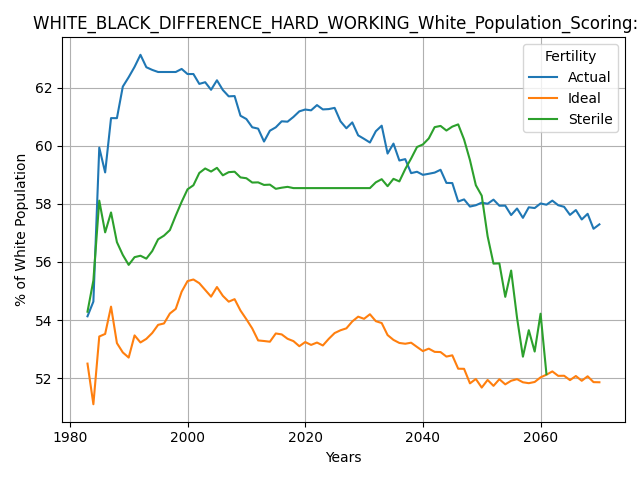 WHITE_BLACK_DIFFERENCE_HARD_WORKING_White_Population_Scoring:
Fertility
Actual
Ideal
Sterile
% of White Population
62
60
58
56
54
52
1980
2000
2020
2040
2060
Years